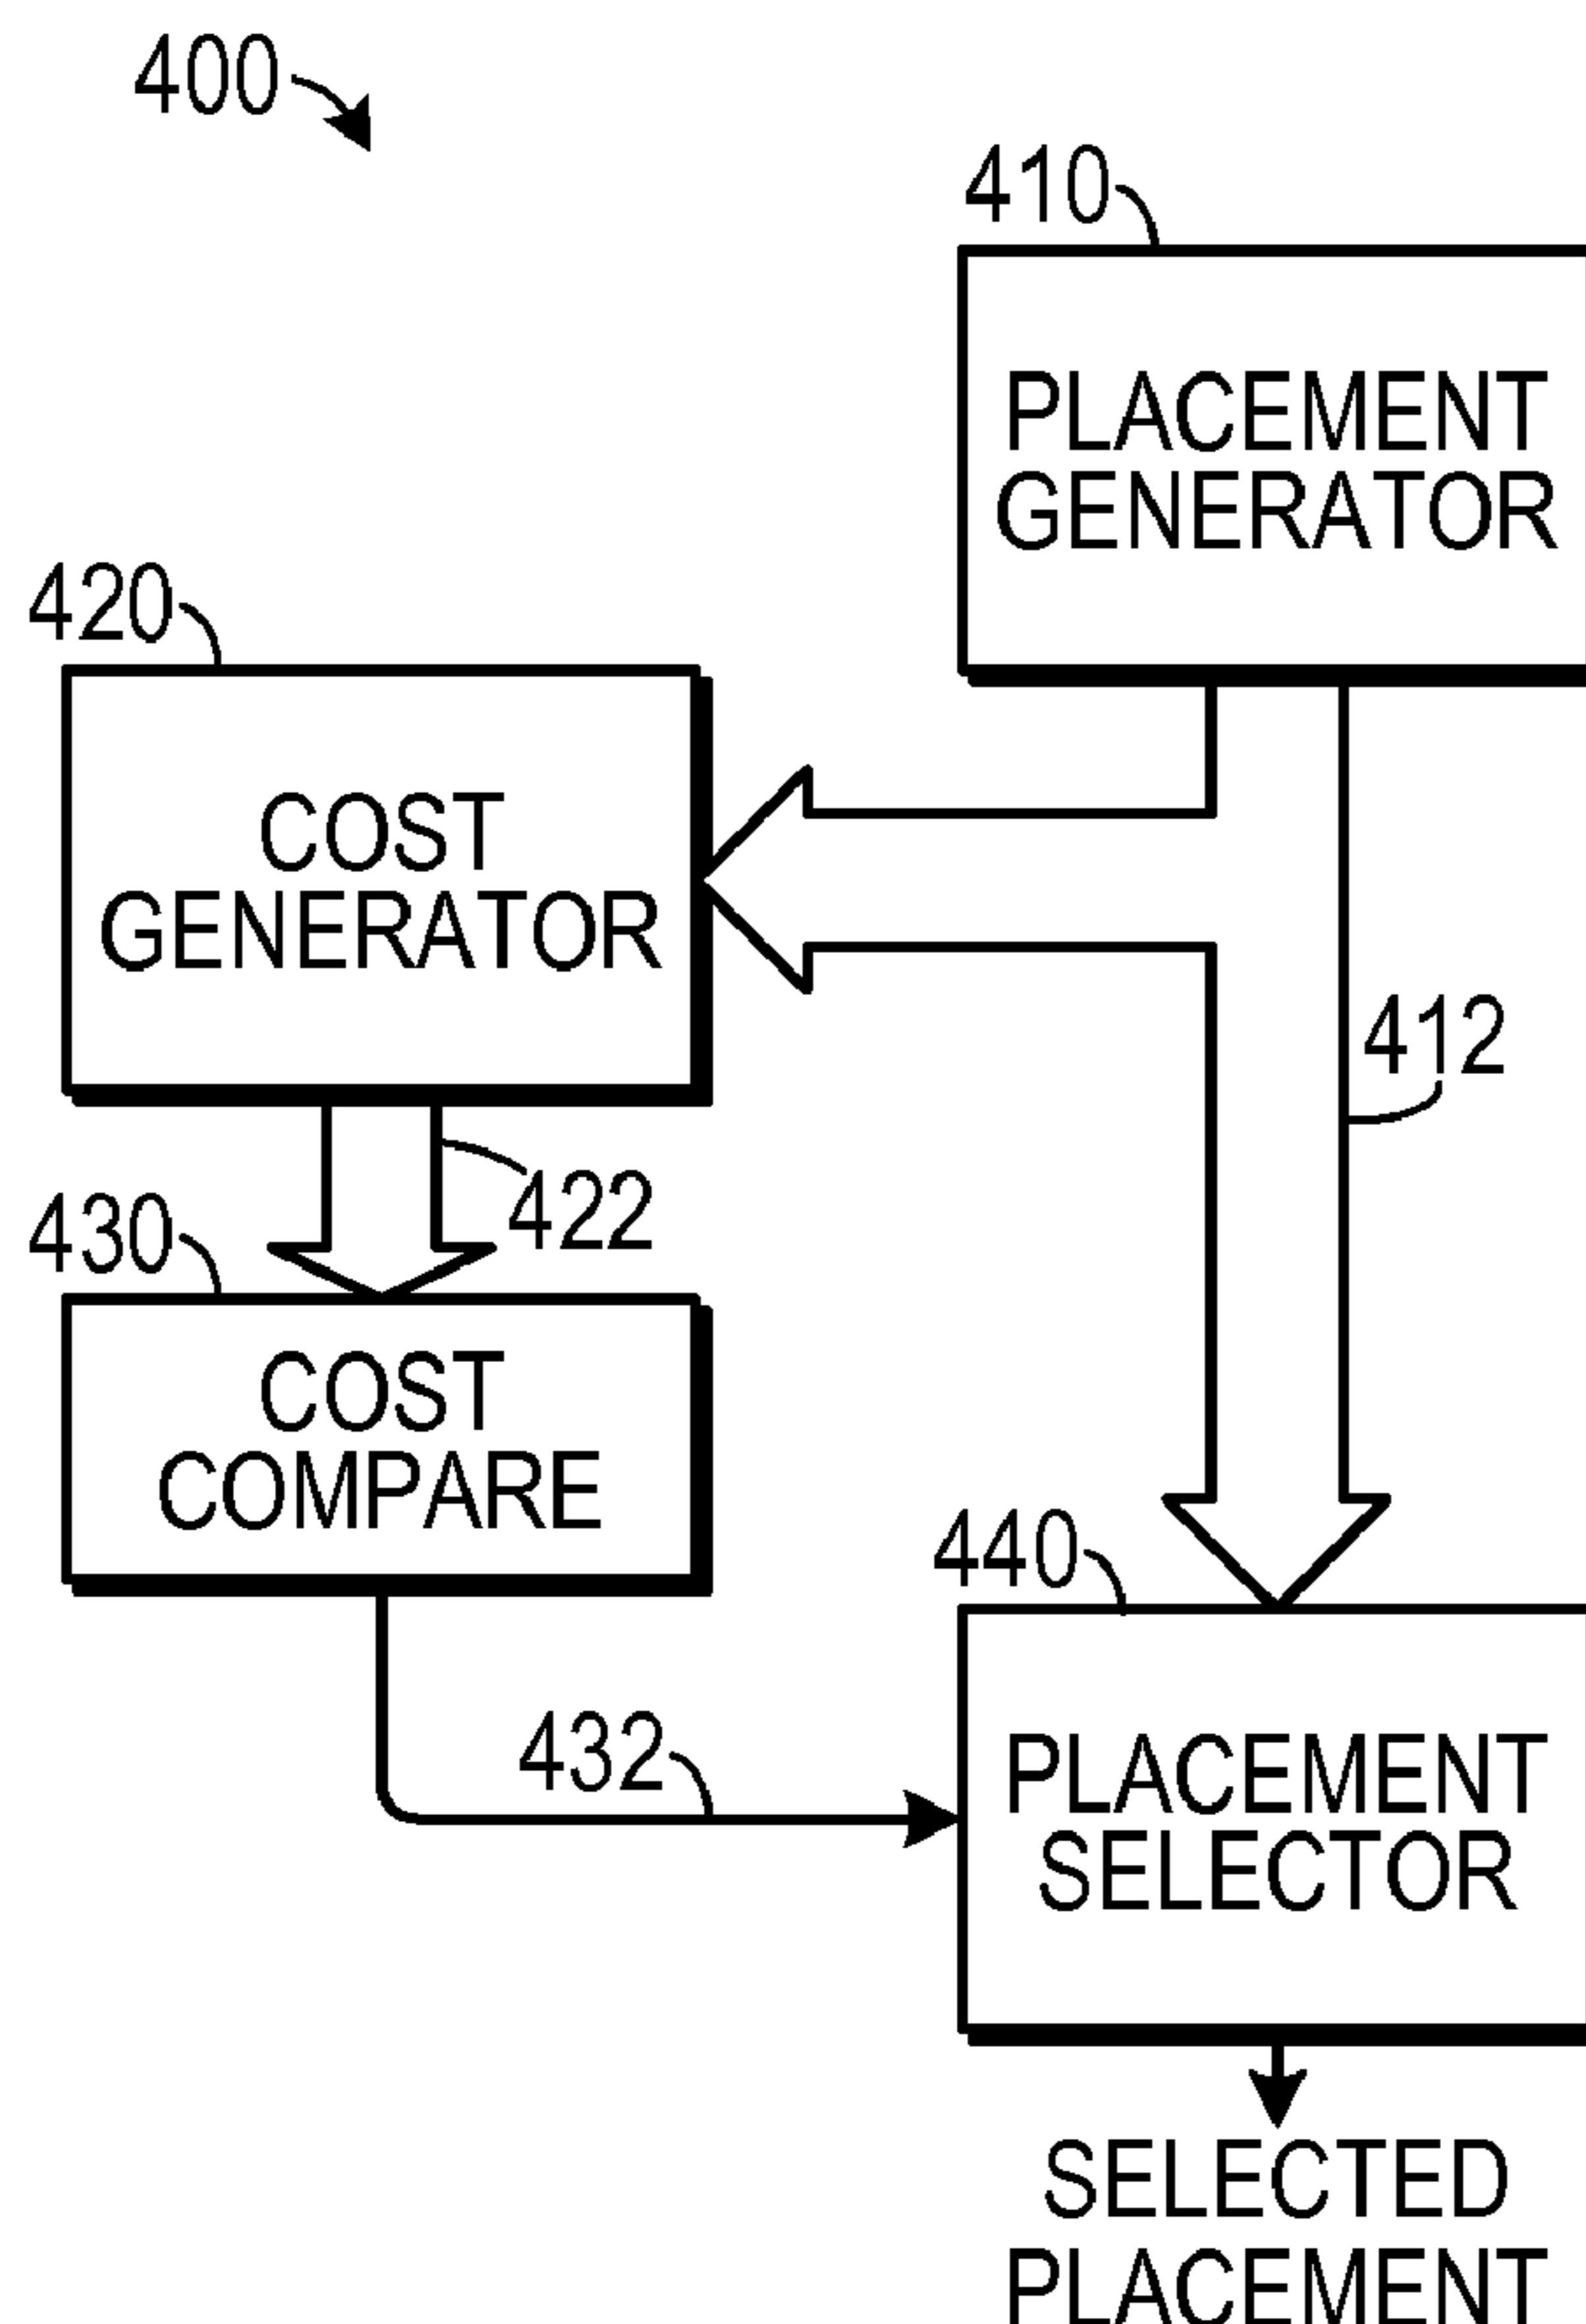 400
410
PLACEMENT
GENERATOR
420
COST
GENERATOR
412
422
430
COST
COMPARE
440
432
PLACEMENT
SELECTOR
SELECTED
PLACEMENT